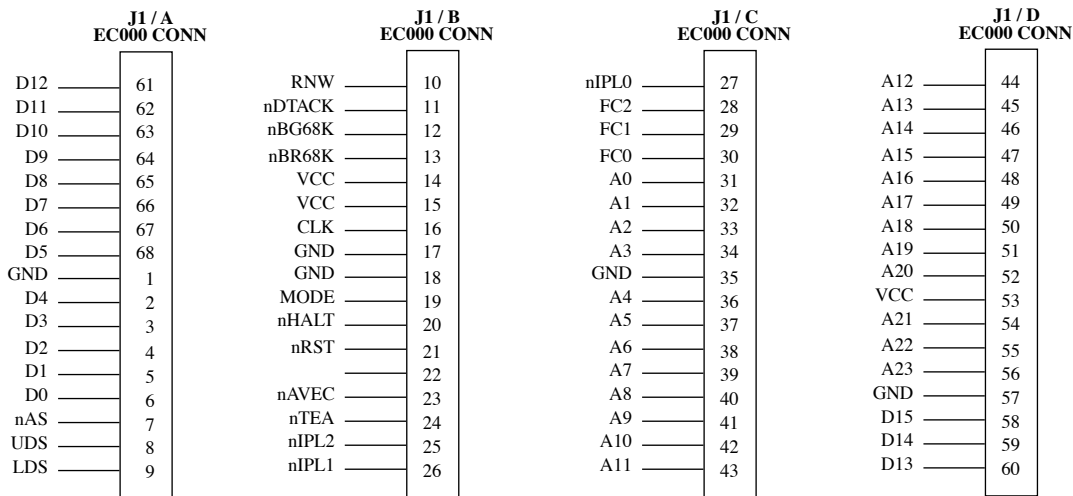 J1 / A
EC000 CONN
D12 61
D11 62
D10 63
D9 64
D8 65
D7 66
D6 67
D5 68
GND 1
D4 2
D3 3
D2 4
D1 5
D0 6
nAS 7
UDS 8
LDS 9
J1 / B
EC000 CONN
RNW 10
nDTACK 11
nBG68K 12
nBR68K 13
VCC 14
VCC 15
CLK 16
GND 17
GND 18
MODE 19
nHALT 20
nRST 21
22
nAVEC 23
nTEA 24
nIPL2 25
nIPL1 26
J1 / C
EC000 CONN
nIPL0 27
FC2 28
FC1 29
FC0 30
A0 31
A1 32
A2 33
A3 34
GND 35
A4 36
A5 37
A6 38
A7 39
A8 40
A9 41
A10 42
A11 43
J1 / D
EC000 CONN
A12 44
A13 45
A14 46
A15 47
A16 48
A17 49
A18 50
A19 51
A20 52
VCC 53
A21 54
A22 55
A23 56
GND 57
D15 58
D14 59
D13 60